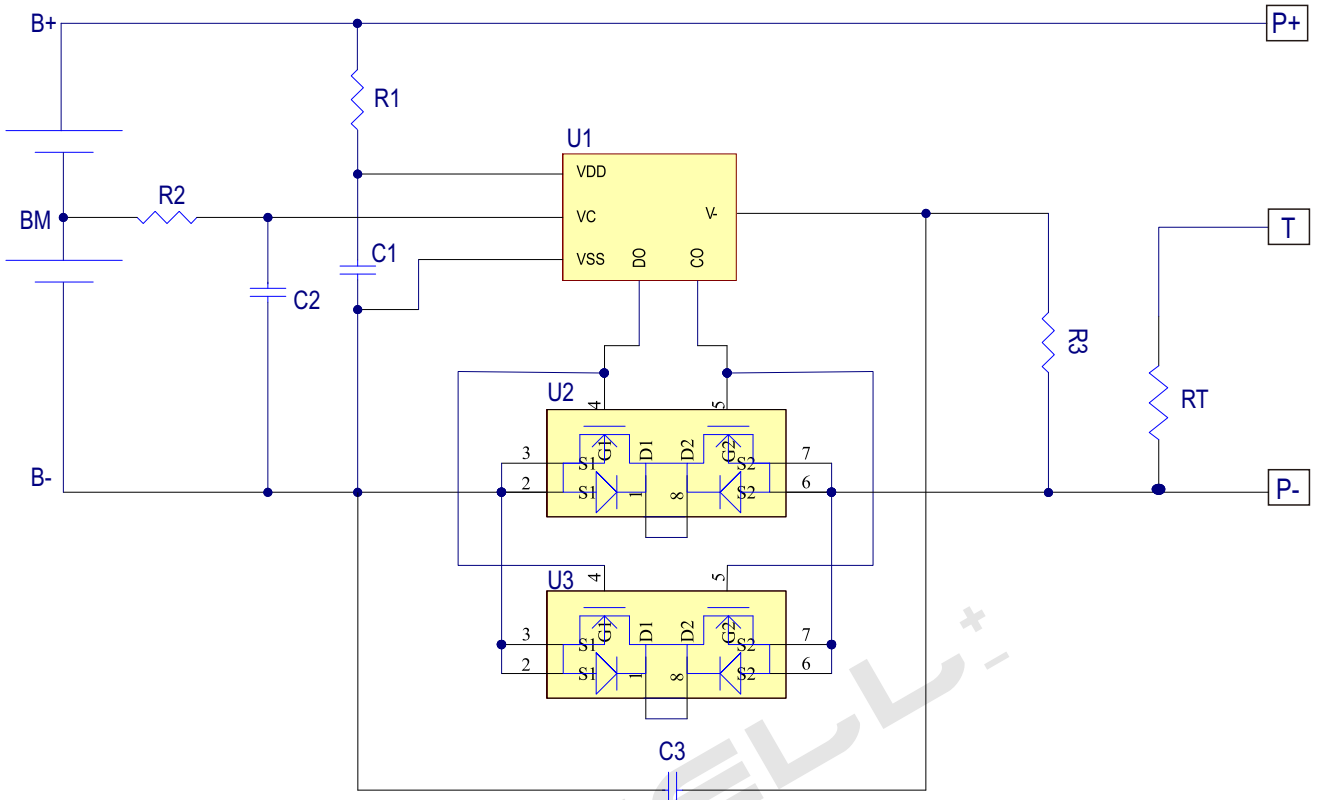 B+
P+
R1
U1
VDD
R2
BM
VC
V-
T
C1
VSS
DO
CO
C2
R3
U2
4
5
RT
3
S1
G1
D1
D2
G2
S2
7
B-
2
S1
1
8
S2
6
P-
U3
4
5
3
S1
G1
D1
D2
G2
S2
7
2
S1
1
8
S2
6
C3